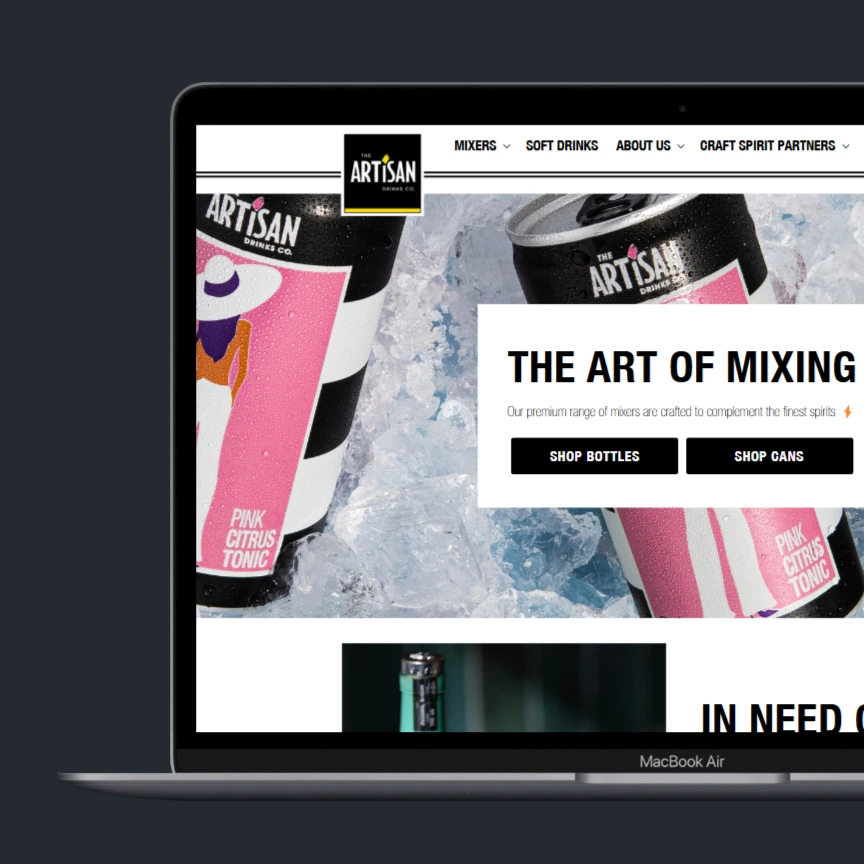 MIXERS SOFT DRINKS ABOUT US CRAFT SPIRIT PARTNERS
THE
ARTISAN
DRINKS CO.
ARTISAN
DRINKS CO.
PINK
CITRUS
TONIC
THE
ARTISAN
DRINKS
THE ART OF MIXING
Our premium range of mixers are crafted to complement the finest spirits
SHOP BOTTLES
SHOP CANS
PINK
CITRUS
TONIC
IN NEED
MacBook Air